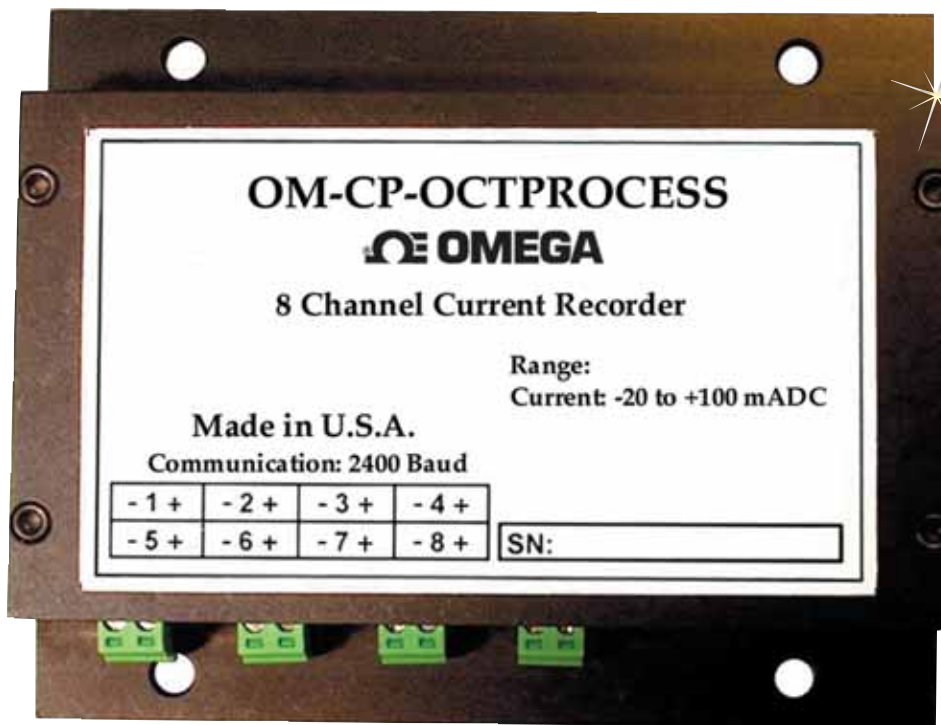 OM-CP-OCTPROCESS
OMEGA
8 Channel Current Recorder
Range:
Current: -20 to +100 mADC
Made in U.S.A.
Communication: 2400 Baud
- 1 + - 2 + - 3 + - 4 +
- 5 + - 6 + - 7 + - 8 +
SN: